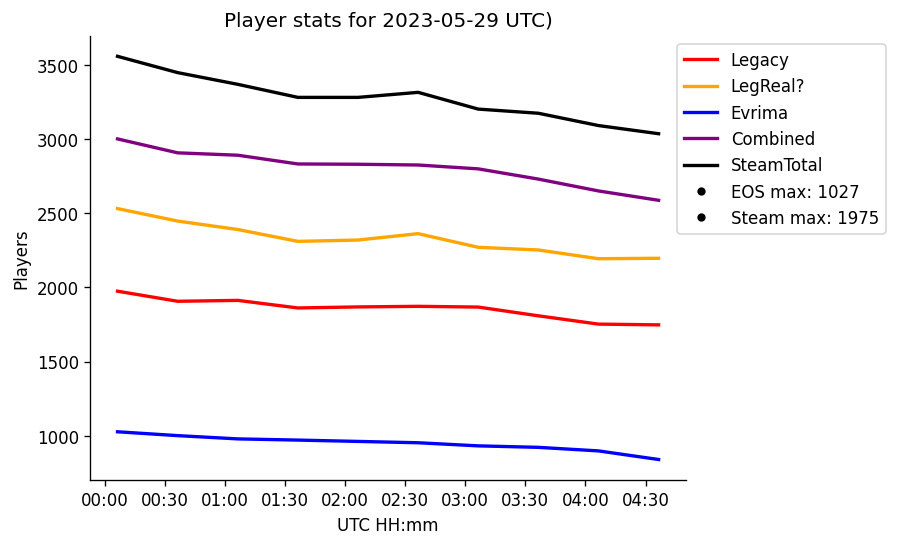 Player stats for 2023-05-29 UTC)
3500
3000
2500
2000
1500
1000
Players
00:00 00:30 01:00 01:30 02:00 02:30 03:00 03:30 04:00 04:30
UTC HH:mm
Legacy
LegReal?
Evrima
Combined
SteamTotal
EOS max: 1027
Steam max: 1975